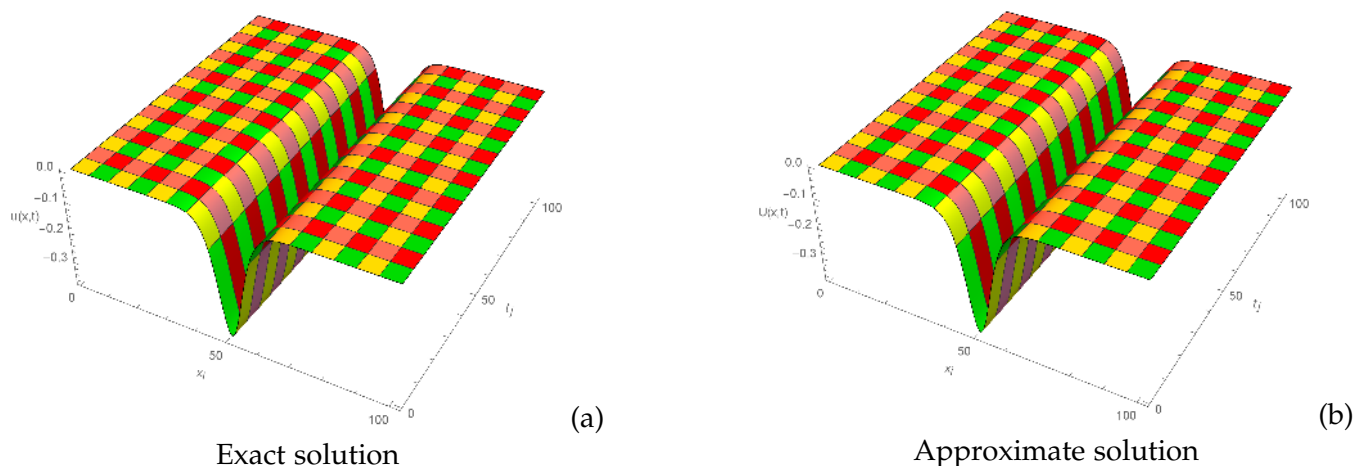 0.0
-0.1
u(x,t)
-0.2
-0.3
0
50
x_i
100
0
50
t_j
100
(a)
Exact solution
0.0
-0.1
U(x,t)
-0.2
-0.3
0
50
x_i
100
0
50
t_j
100
(b)
Approximate solution